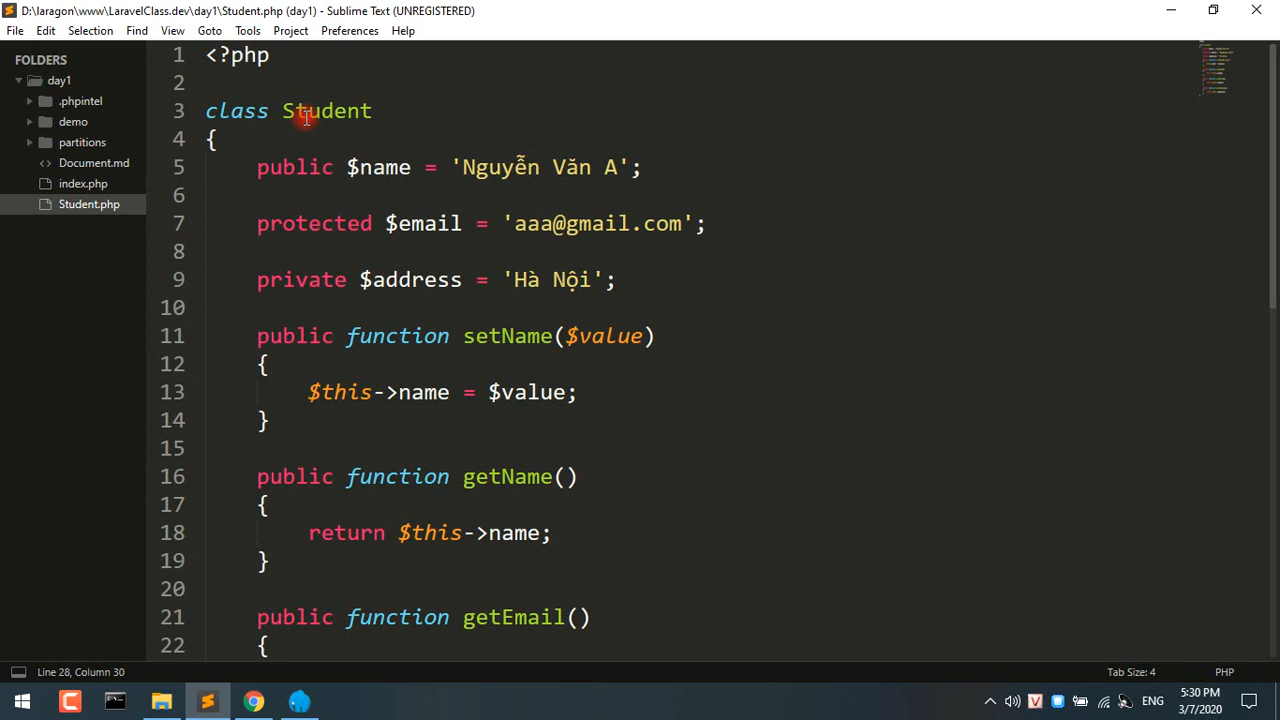 D:\laragon\www\LaravelClass.dev\day1\Student.php (day1) - Sublime Text (UNREGISTERED)
File Edit Selection Find View Goto Tools Project Preferences Help
FOLDERS
day1
.phpintel
demo
partitions
Document.md
index.php
Student.php
1 <?php
2
3 class Student
4 {
5 public $name = 'Nguyễn Văn A';
6
7 protected $email = 'aaa@gmail.com';
8
9 private $address = 'Hà Nội';
10
11 public function setName($value)
12 {
13 $this->name = $value;
14 }
15
16 public function getName()
17 {
18 return $this->name;
19 }
20
21 public function getEmail()
22 {
Line 28, Column 30
Tab Size: 4
PHP
ENG
5:30 PM
3/7/2020